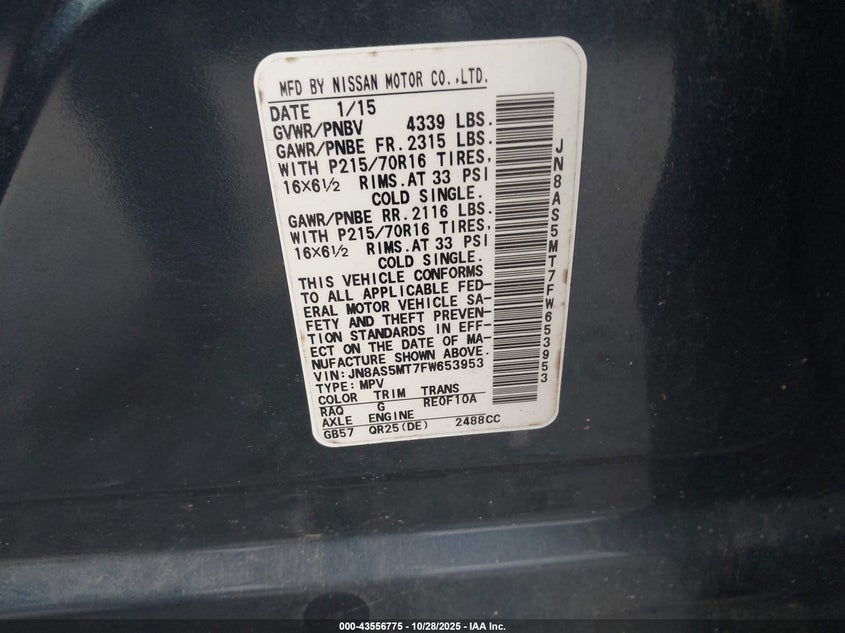 MFD BY NISSAN MOTOR CO.,LTD.
DATE 1/15
GVWR/PNBV 4339 LBS.
GAWR/PNBE FR. 2315 LBS.
WITH P215/70R16 TIRES,
16X6½ RIMS.AT 33 PSI
COLD SINGLE.
GAWR/PNBE RR. 2116 LBS.
WITH P215/70R16 TIRES,
16X6½ RIMS.AT 33 PSI
COLD SINGLE.
THIS VEHICLE CONFORMS
TO ALL APPLICABLE FED-
ERAL MOTOR VEHICLE SA-
FETY AND THEFT PREVEN-
TION STANDARDS IN EFF-
ECT ON THE DATE OF MA-
NUFACTURE SHOWN ABOVE.
VIN: JN8AS5MT7FW653953
TYPE: MPV
COLOR TRIM TRANS
RAQ G RE0F10A
AXLE ENGINE
GB57 QR25(DE) 2488CC
JN8AS5MT7FW653953
000-43556775 | 10/28/2025 - IAA Inc.